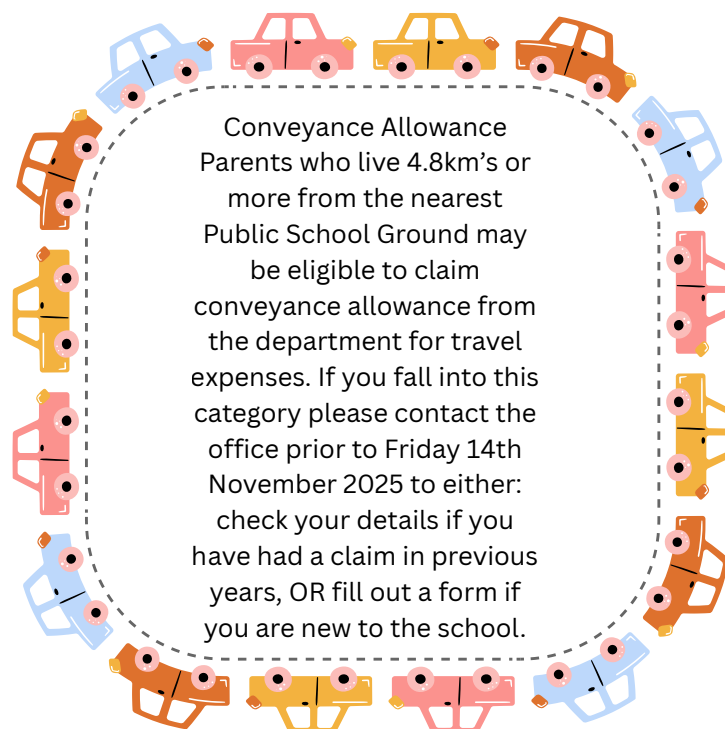 Conveyance Allowance
Parents who live 4.8km’s or
more from the nearest
Public School Ground may
be eligible to claim
conveyance allowance from
the department for travel
expenses. If you fall into this
category please contact the
office prior to Friday 14th
November 2025 to either:
check your details if you
have had a claim in previous
years, OR fill out a form if
you are new to the school.